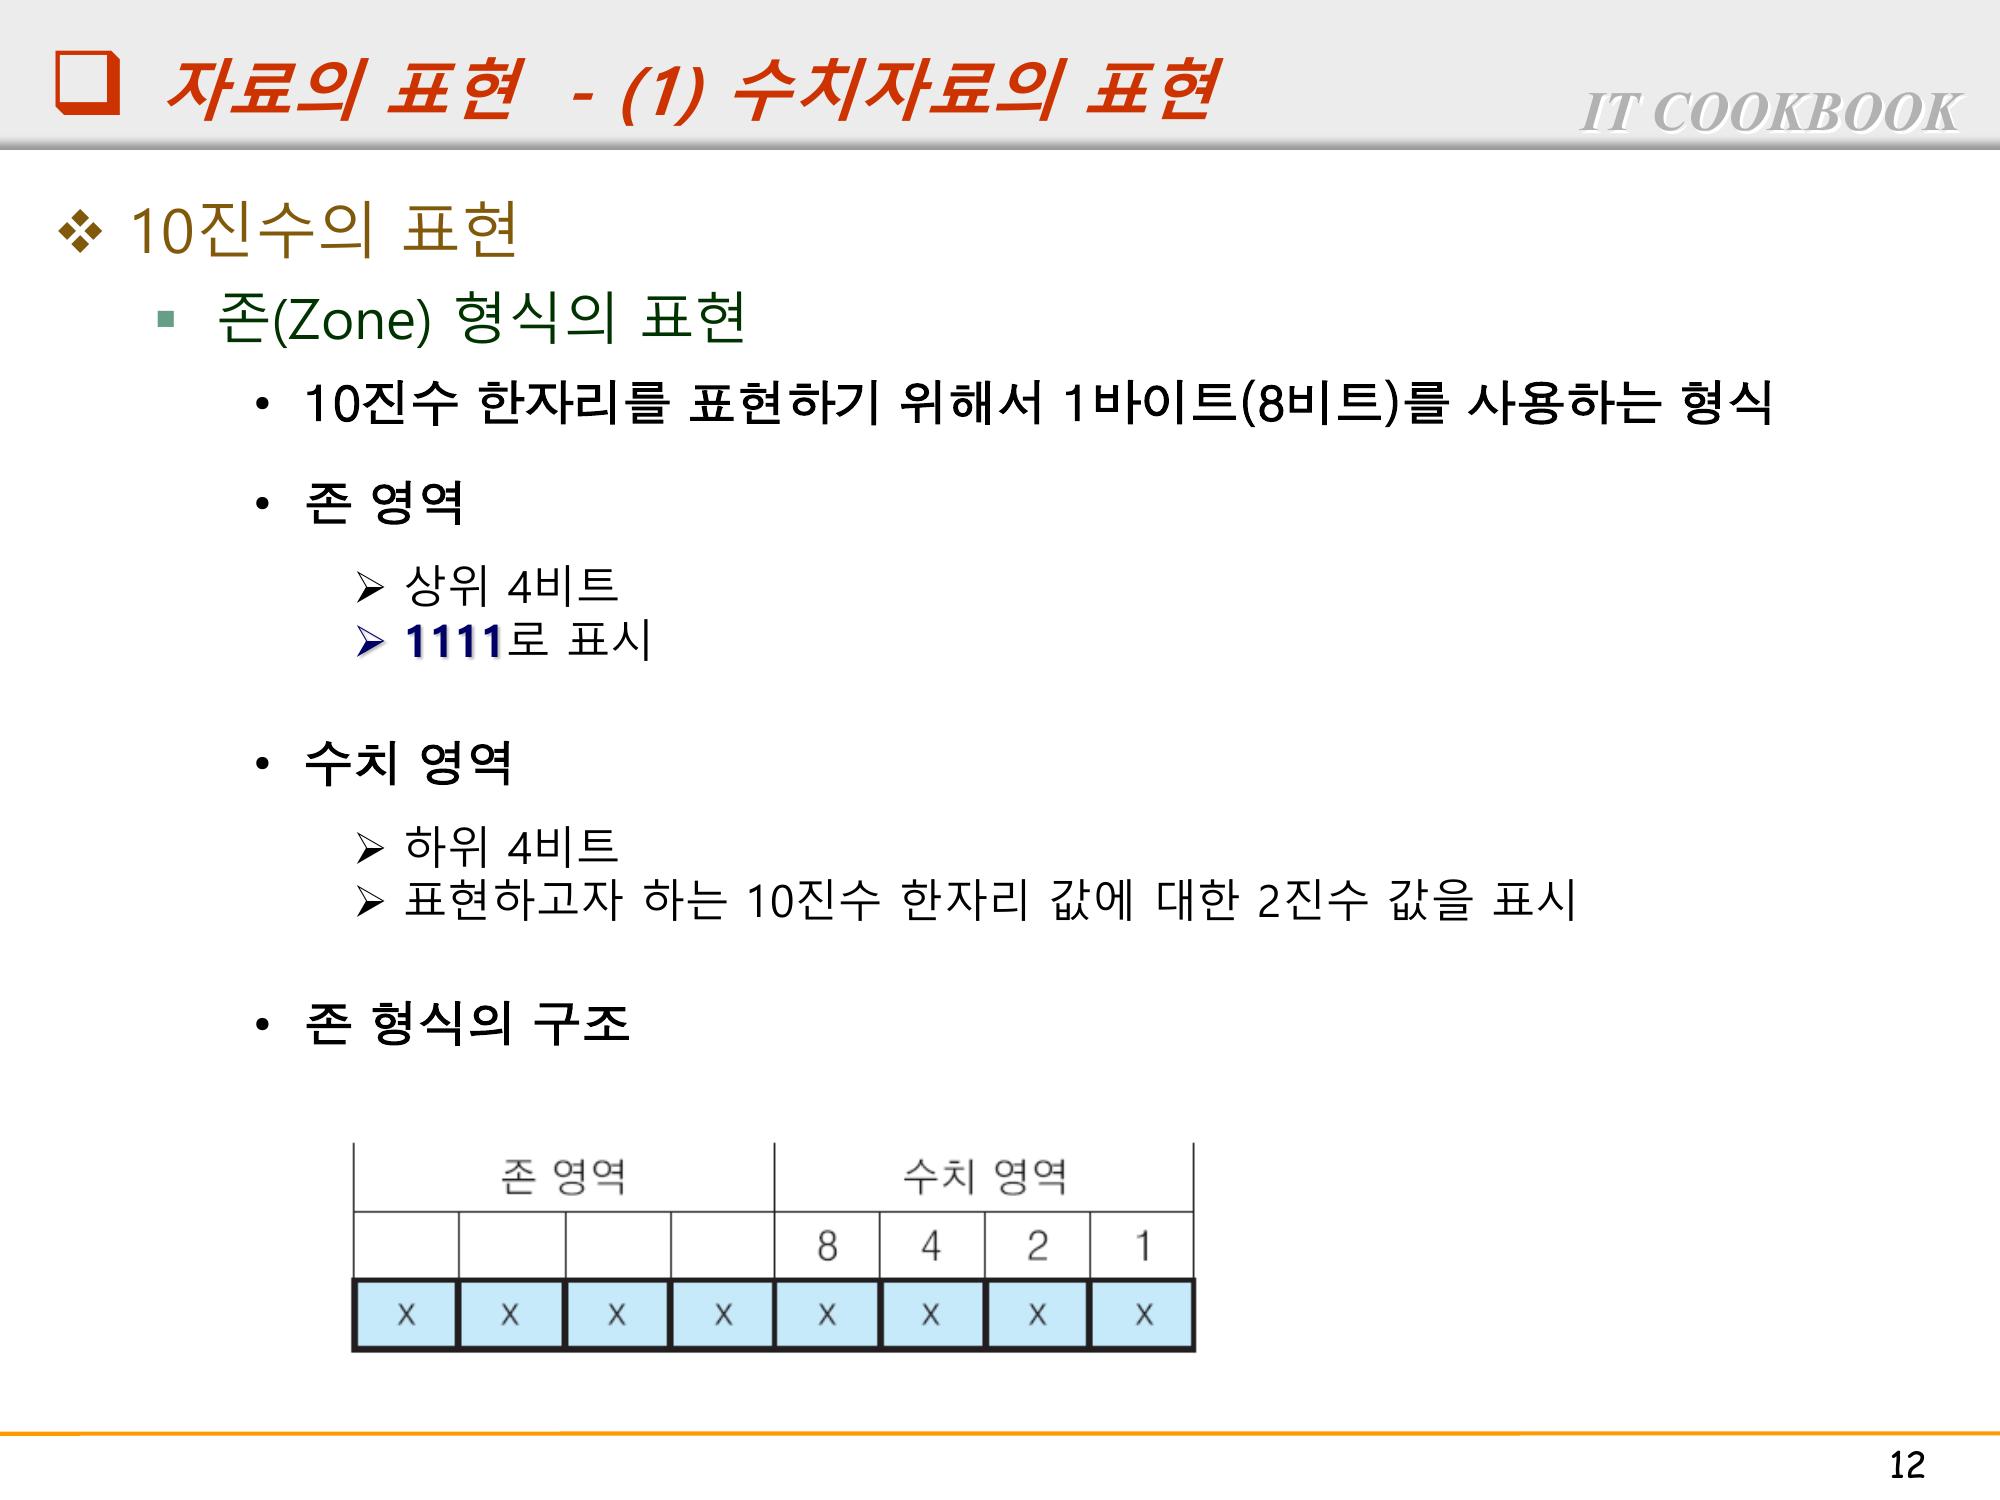 ❑ 자료의 표현 - (1) 수치자료의 표현
IT COOKBOOK
❖ 10진수의 표현
▪ 존(Zone) 형식의 표현
• 10진수 한자리를 표현하기 위해서 1바이트(8비트)를 사용하는 형식
• 존 영역
➢ 상위 4비트
➢ 1111로 표시
• 수치 영역
➢ 하위 4비트
➢ 표현하고자 하는 10진수 한자리 값에 대한 2진수 값을 표시
• 존 형식의 구조
존 영역 수치 영역
8 4 2 1
x x x x x x x x
12